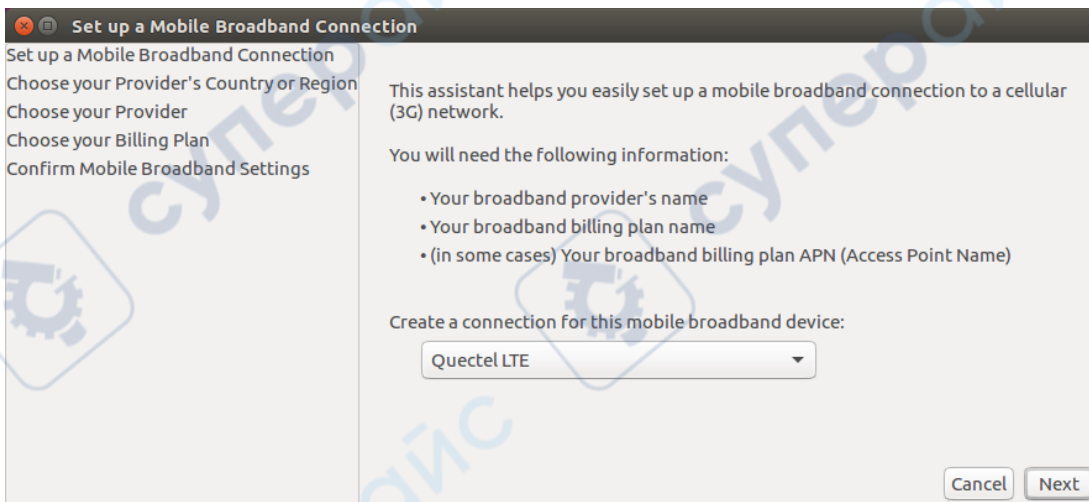 Set up a Mobile Broadband Connection
Set up a Mobile Broadband Connection
Choose your Provider's Country or Region
Choose your Provider
Choose your Billing Plan
Confirm Mobile Broadband Settings
This assistant helps you easily set up a mobile broadband connection to a cellular
(3G) network.
You will need the following information:
• Your broadband provider's name
• Your broadband billing plan name
• (in some cases) Your broadband billing plan APN (Access Point Name)
Create a connection for this mobile broadband device:
Quectel LTE
Cancel
Next
супер
супер
айс